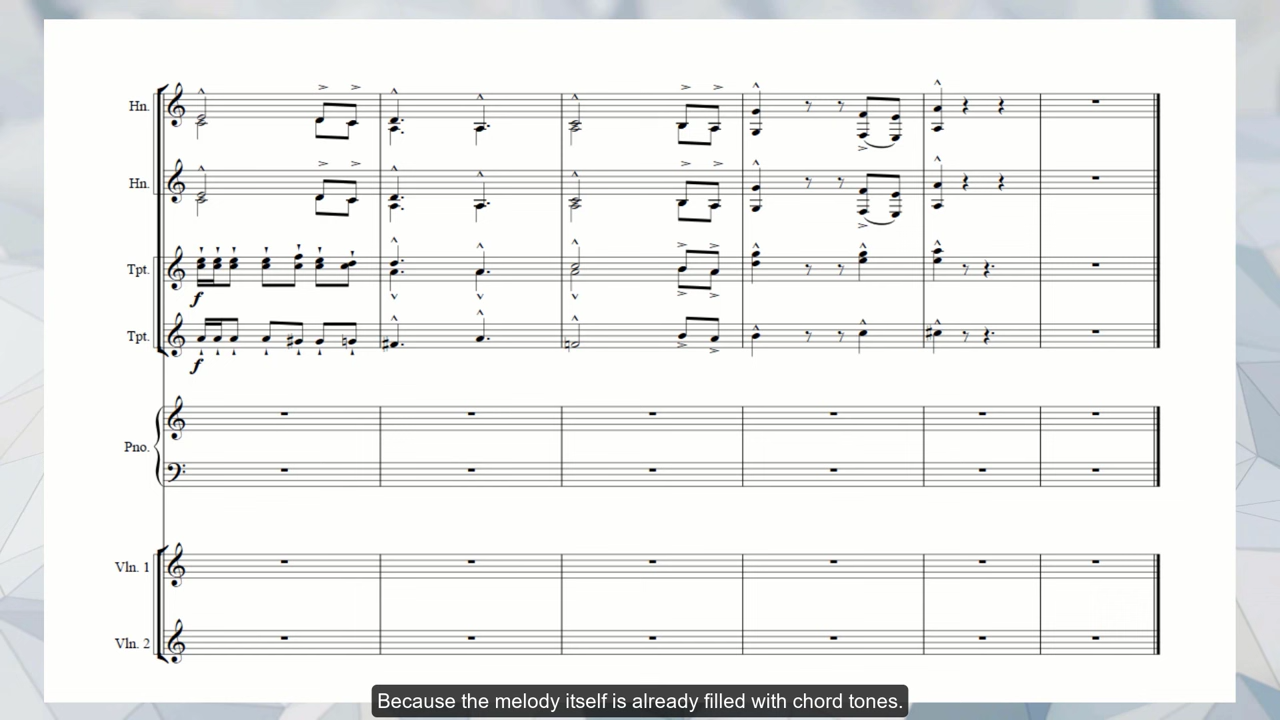 Hn.
Hn.
Tpt.
f
Tpt.
f
Pno.
Vln. 1
Vln. 2
Because the melody itself is already filled with chord tones.